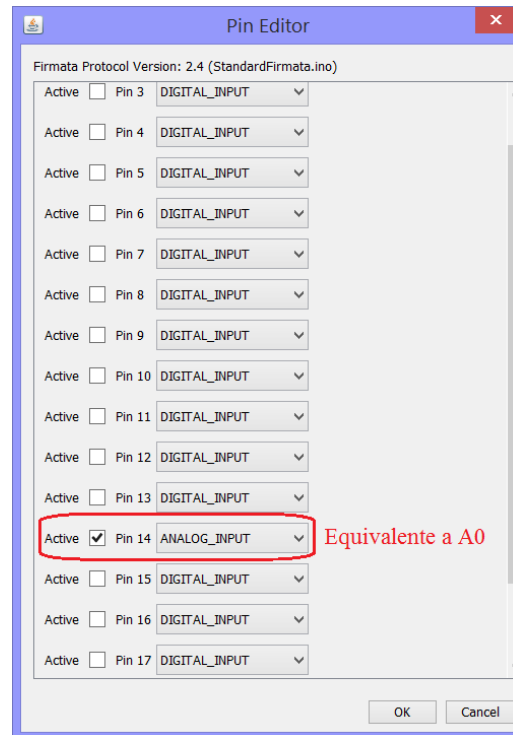 Pin Editor
Firmata Protocol Version: 2.4 (StandardFirmata.ino)
Active Pin 3 DIGITAL_INPUT
Active Pin 4 DIGITAL_INPUT
Active Pin 5 DIGITAL_INPUT
Active Pin 6 DIGITAL_INPUT
Active Pin 7 DIGITAL_INPUT
Active Pin 8 DIGITAL_INPUT
Active Pin 9 DIGITAL_INPUT
Active Pin 10 DIGITAL_INPUT
Active Pin 11 DIGITAL_INPUT
Active Pin 12 DIGITAL_INPUT
Active Pin 13 DIGITAL_INPUT
Active Pin 14 ANALOG_INPUT Equivalente a A0
Active Pin 15 DIGITAL_INPUT
Active Pin 16 DIGITAL_INPUT
Active Pin 17 DIGITAL_INPUT
OK Cancel